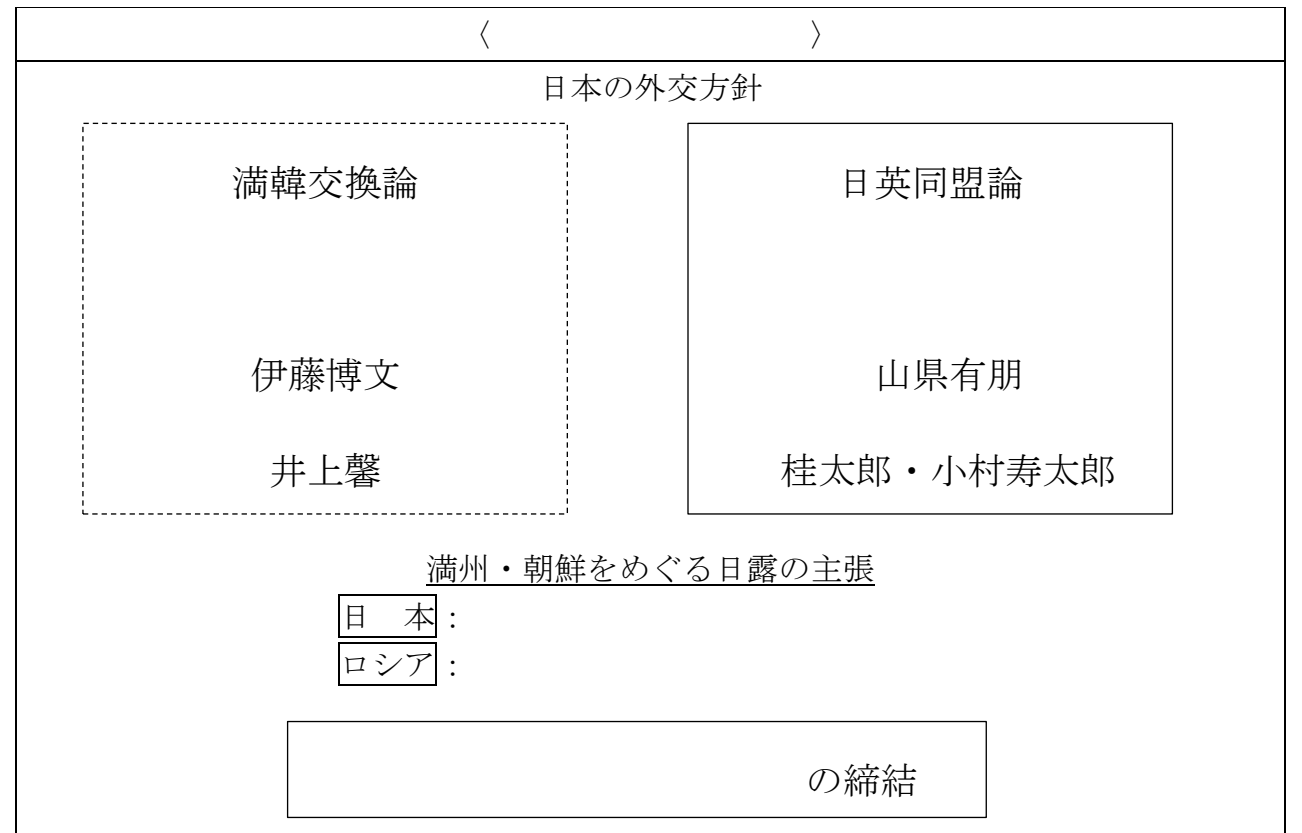 〈　　　　　　　　　〉
日本の外交方針
満韓交換論
伊藤博文
井上馨
日英同盟論
山県有朋
桂太郎・小村寿太郎
満州・朝鮮をめぐる日露の主張
日　本：
ロシア：
の締結